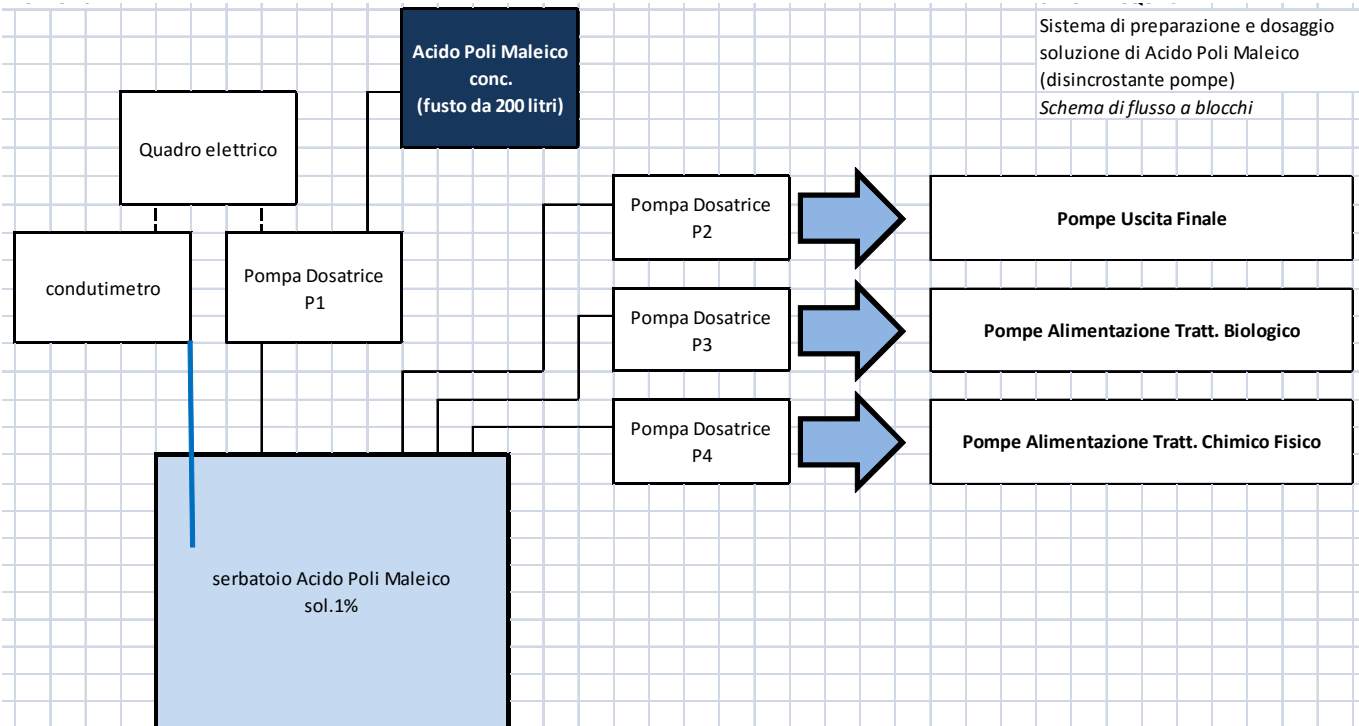 Sistema di preparazione e dosaggio
soluzione di Acido Poli Maleico
(disincrostante pompe)
Schema di flusso a blocchi
Acido Poli Maleico
conc.
(fusto da 200 litri)
Quadro elettrico
condutimetro
Pompa Dosatrice
P1
Pompa Dosatrice
P2
Pompe Uscita Finale
Pompa Dosatrice
P3
Pompe Alimentazione Tratt. Biologico
Pompa Dosatrice
P4
Pompe Alimentazione Tratt. Chimico Fisico
serbatoio Acido Poli Maleico
sol.1%